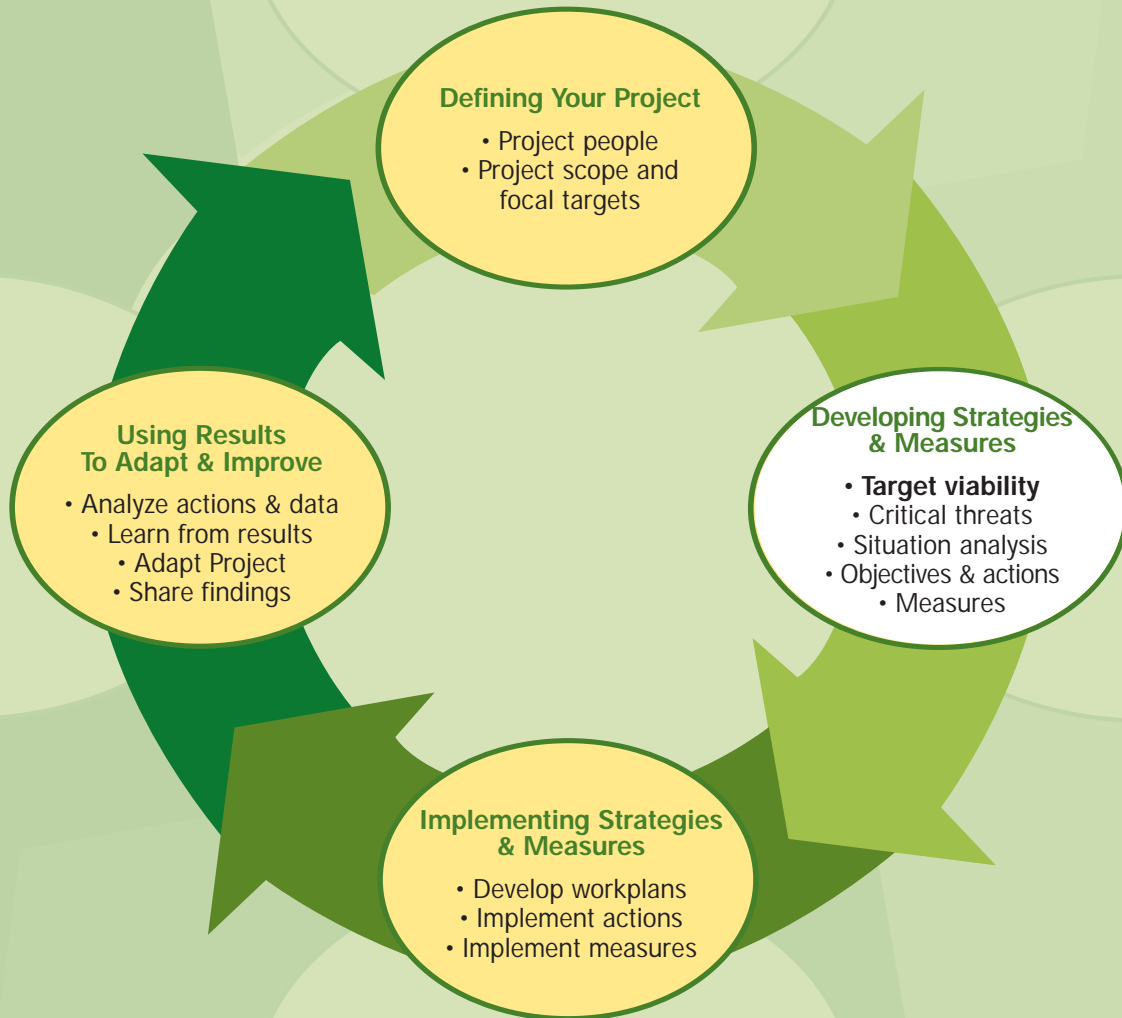 Defining Your Project
• Project people
• Project scope and
focal targets
Developing Strategies
& Measures
• Target viability
• Critical threats
• Situation analysis
• Objectives & actions
• Measures
Implementing Strategies
& Measures
• Develop workplans
• Implement actions
• Implement measures
Using Results
To Adapt & Improve
• Analyze actions & data
• Learn from results
• Adapt Project
• Share findings